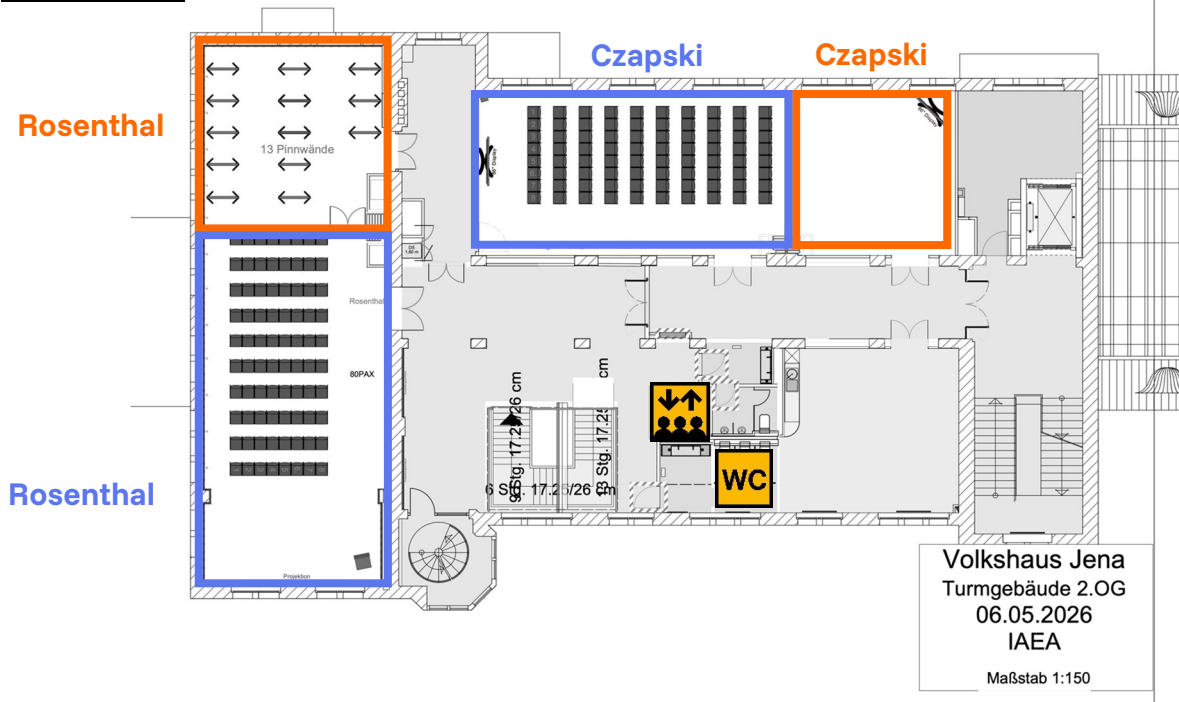 Czapski
Czapski
Rosenthal
13 Pinnwände
Rosenthal
80PAX
Rosenthal
WC
Projektion
Volkshaus Jena
Turmgebäude 2.OG
06.05.2026
IAEA
Maßstab 1:150